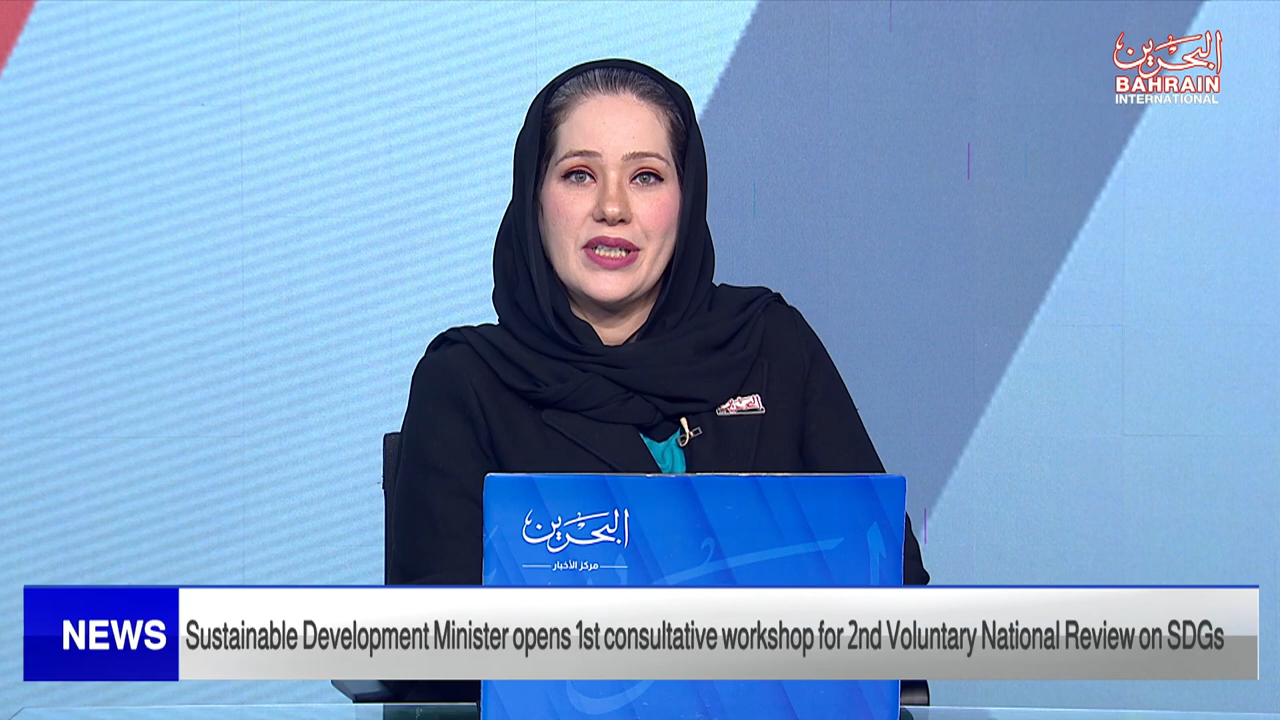 البحرين
BAHRAIN
INTERNATIONAL
البحرين
البحرين
مركز الأخبار
NEWS Sustainable Development Minister opens 1st consultative workshop for 2nd Voluntary National Review on SDGs